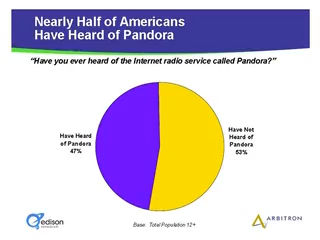 Nearly Half of Americans
Have Heard of Pandora
“Have you ever heard of the Internet radio service called Pandora?”
Have Heard
of Pandora
47%
Have Not
Heard of
Pandora
53%
edison
Base: Total Population 12+
ARBITRON